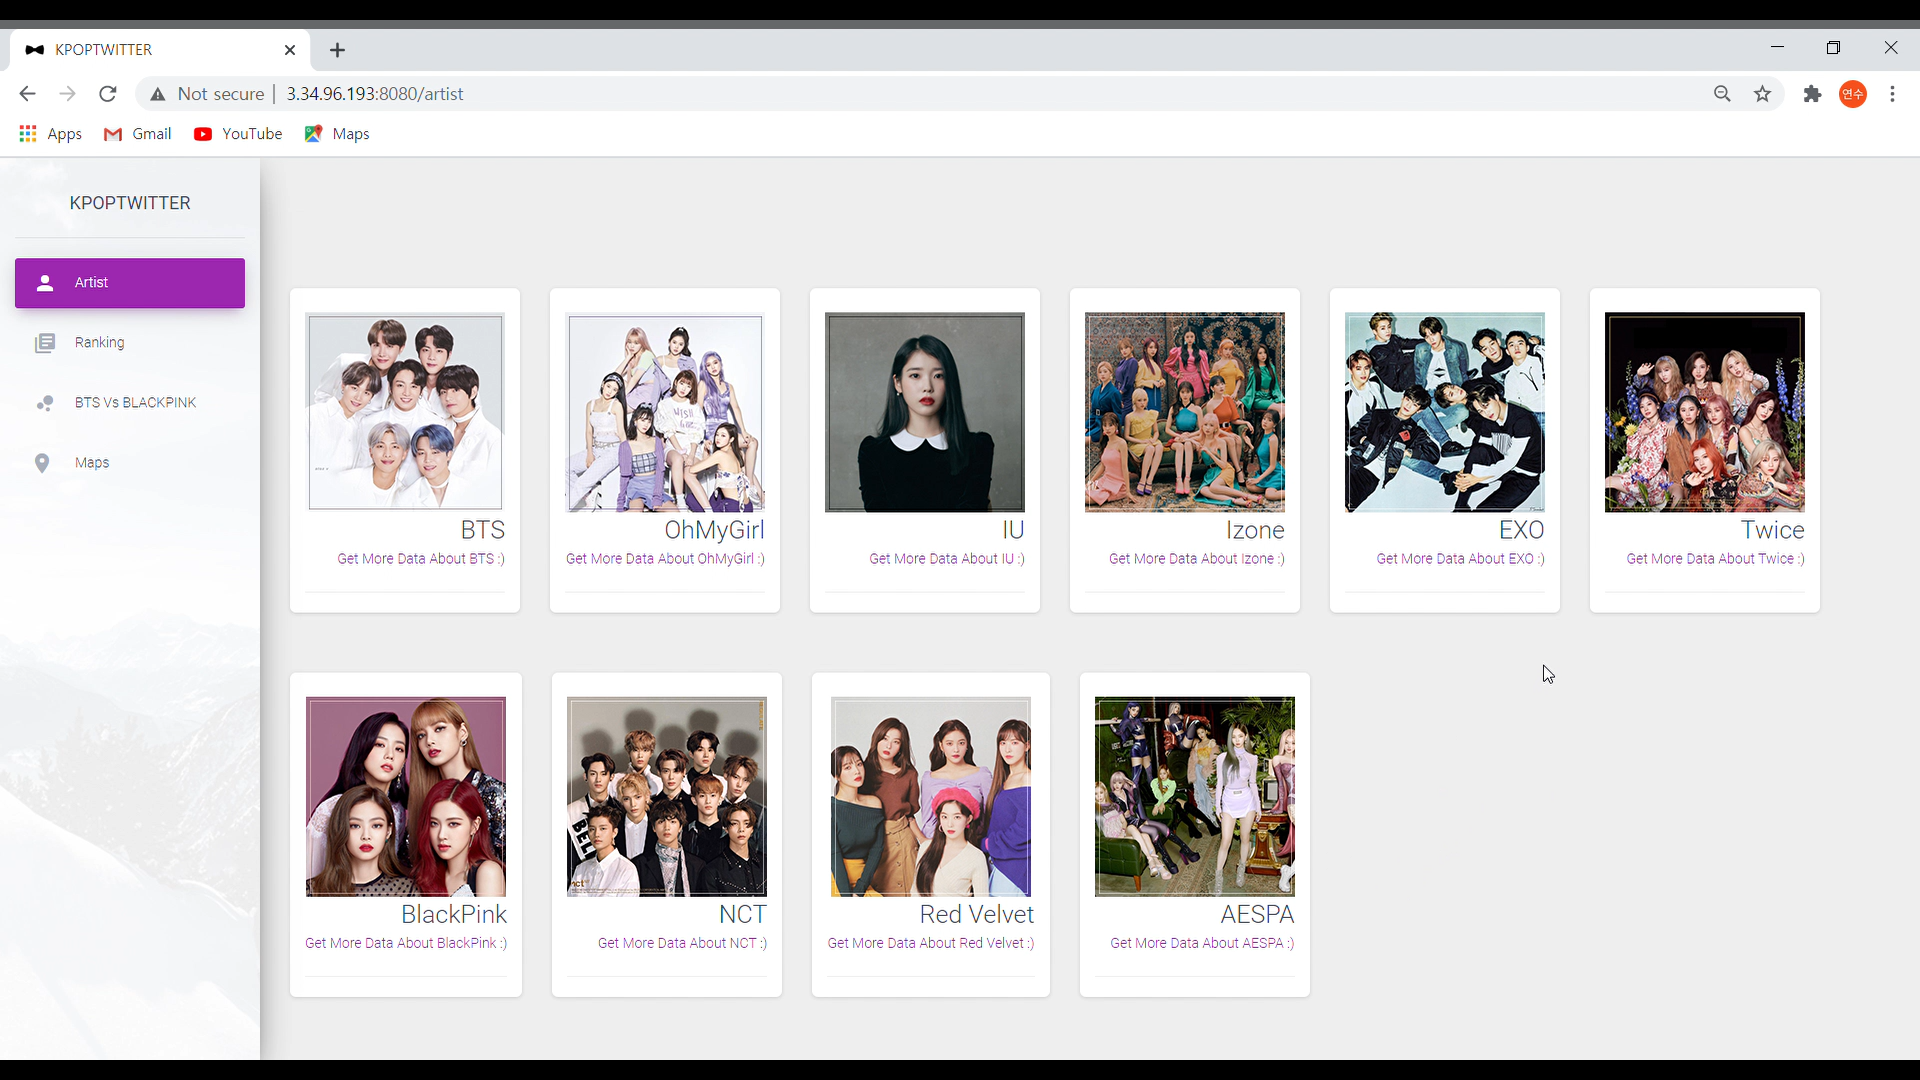 KPOPTWITTER
Not secure 3.34.96.193:8080/artist
연수
Apps Gmail YouTube Maps
KPOPTWITTER
Artist
Ranking
BTS Vs BLACKPINK
Maps
BTS
Get More Data About BTS :)
OhMyGirl
Get More Data About OhMyGirl :)
IU
Get More Data About IU :)
Izone
Get More Data About Izone :)
EXO
Get More Data About EXO :)
Twice
Get More Data About Twice :)
BlackPink
Get More Data About BlackPink :)
NCT
Get More Data About NCT :)
Red Velvet
Get More Data About Red Velvet :)
AESPA
Get More Data About AESPA :)